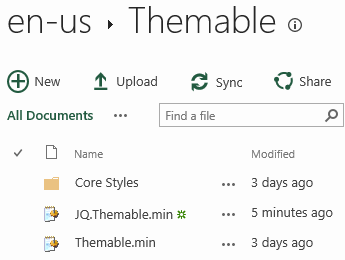 en-us ▸ Themable
New Upload Sync Share
All Documents ... Find a file
Name Modified
Core Styles ... 3 days ago
JQ.Themable.min ... 5 minutes ago
Themable.min ... 3 days ago